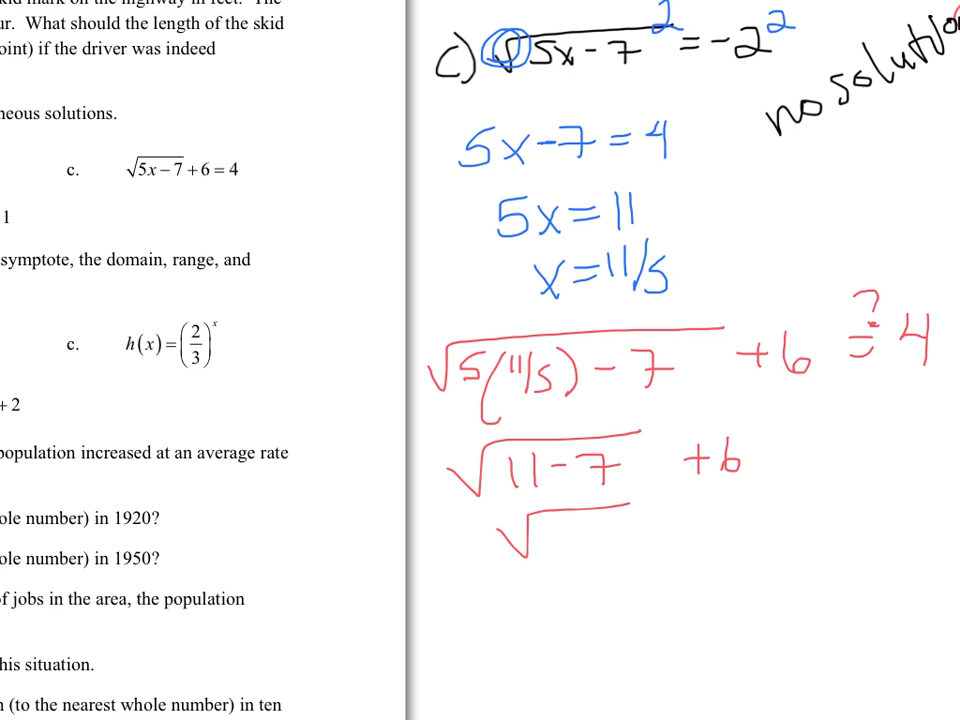 kid mark on the highway in feet. The
ur. What should the length of the skid
oint) if the driver was indeed
neous solutions.
c. √5x − 7 + 6 = 4
1
symptote, the domain, range, and
c. h(x) = (2/3)^x
+ 2
population increased at an average rate
ole number) in 1920?
ole number) in 1950?
of jobs in the area, the population
his situation.
n (to the nearest whole number) in ten
c) √5x − 7 ² = −2²
no solution
5x − 7 = 4
5x = 11
x = 11/5
√5(11/5) − 7 + 6 =? 4
√11 − 7 + 6
√